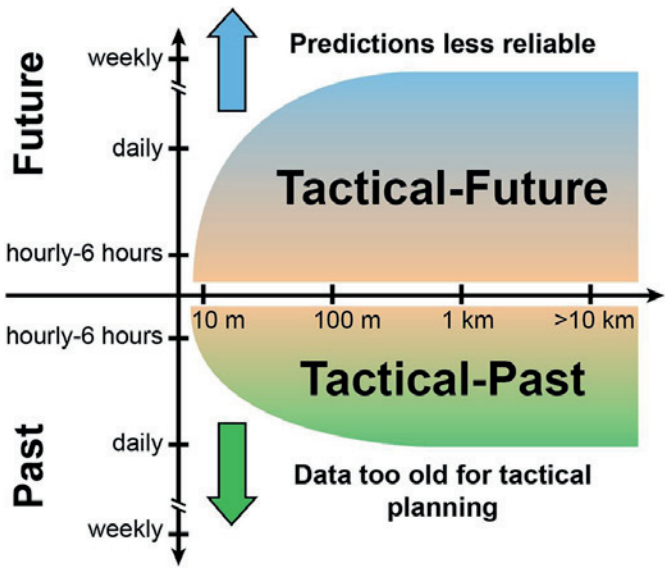 Future
weekly
Predictions less reliable
daily
Tactical-Future
hourly-6 hours
10 m
100 m
1 km
>10 km
Past
hourly-6 hours
Tactical-Past
daily
Data too old for tactical
planning
weekly